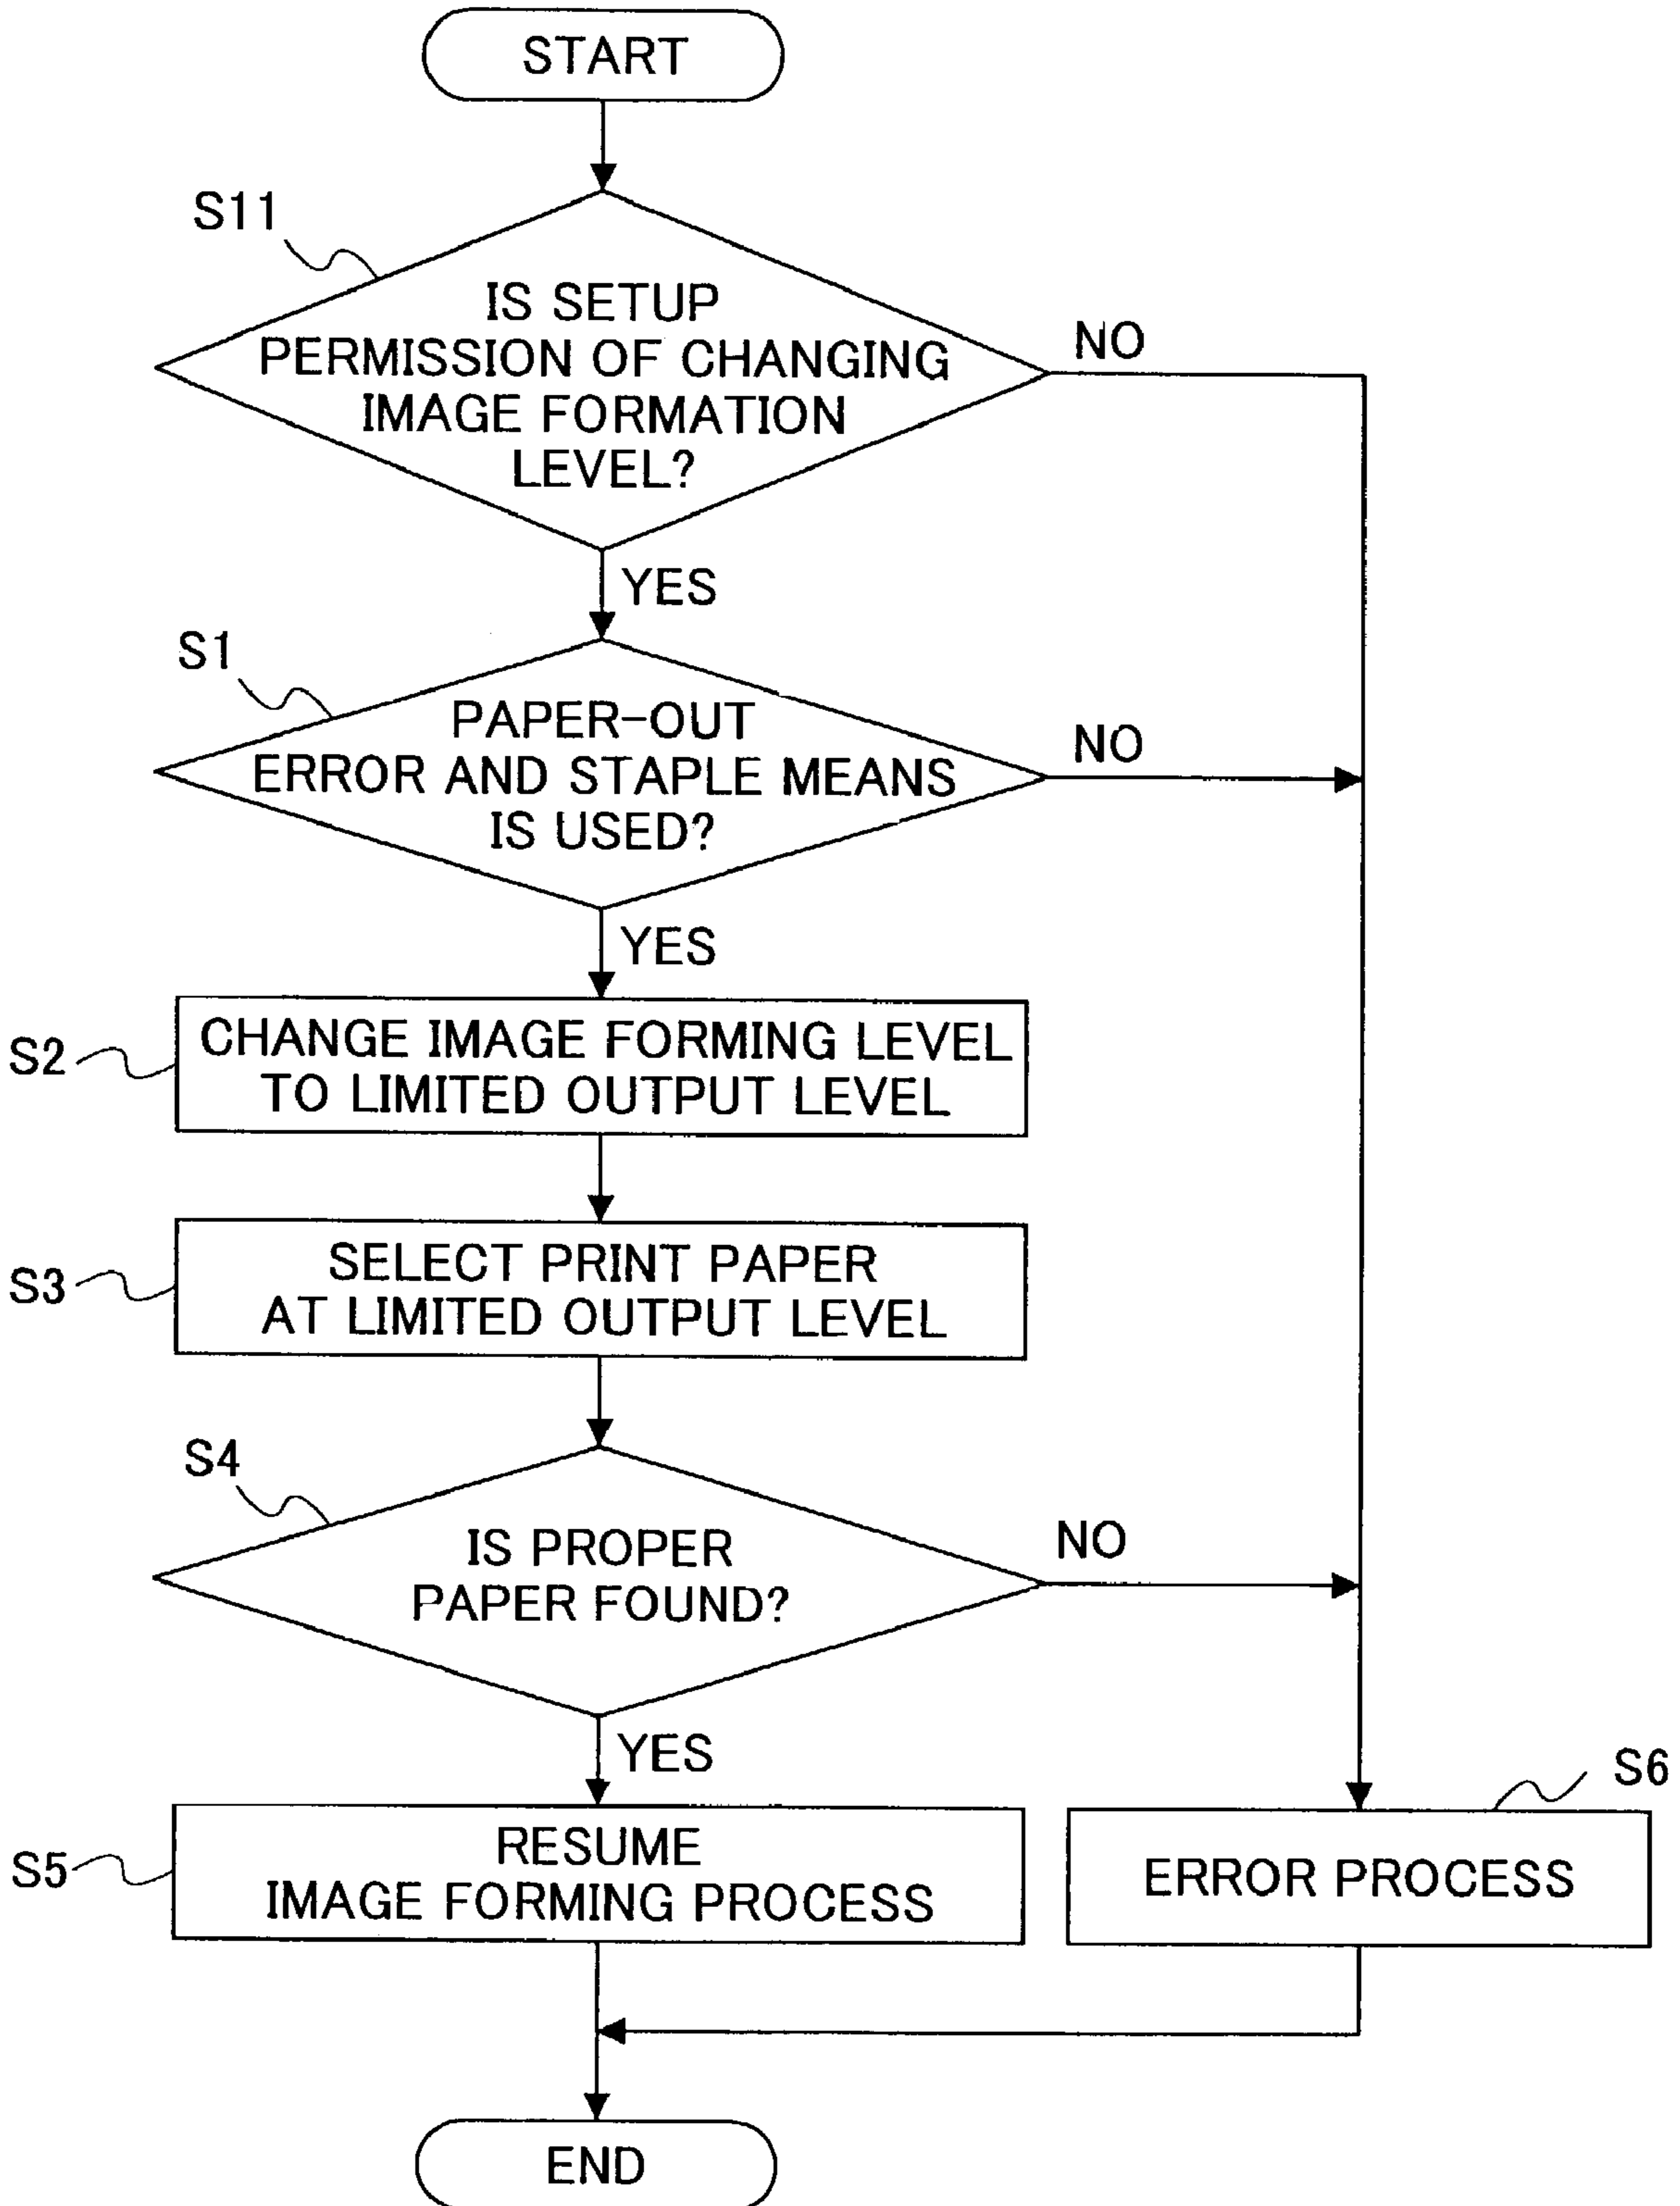 START
S11
IS SETUP
PERMISSION OF CHANGING
IMAGE FORMATION
LEVEL?
NO
YES
S1
PAPER-OUT
ERROR AND STAPLE MEANS
IS USED?
NO
YES
S2
CHANGE IMAGE FORMING LEVEL
TO LIMITED OUTPUT LEVEL
S3
SELECT PRINT PAPER
AT LIMITED OUTPUT LEVEL
S4
IS PROPER
PAPER FOUND?
NO
YES
S5
RESUME
IMAGE FORMING PROCESS
S6
ERROR PROCESS
END